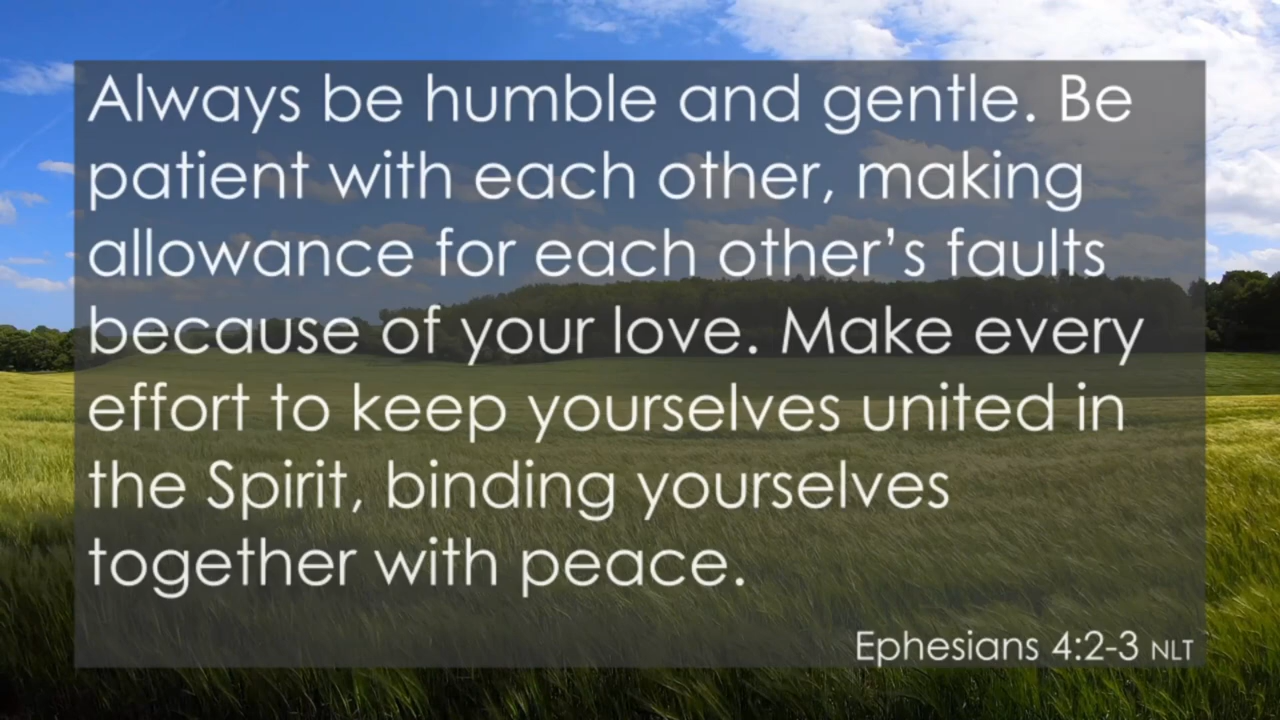 Always be humble and gentle. Be
patient with each other, making
allowance for each other’s faults
because of your love. Make every
effort to keep yourselves united in
the Spirit, binding yourselves
together with peace.
Ephesians 4:2-3 NLT